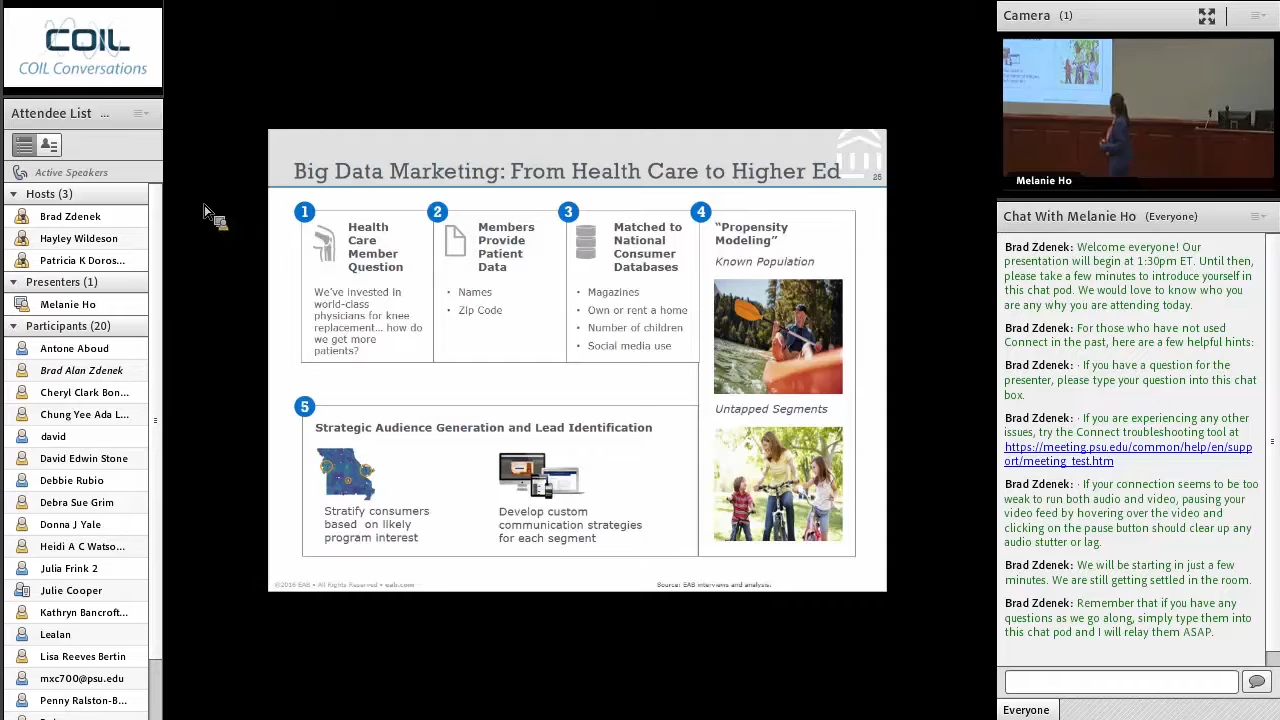 COIL
COIL Conversations
Attendee List ...
Active Speakers
Hosts (3)
Brad Zdenek
Hayley Wildeson
Patricia K Doros...
Presenters (1)
Melanie Ho
Participants (20)
Antone Aboud
Brad Alan Zdenek
Cheryl Clark Bon...
Chung Yee Ada L...
david
David Edwin Stone
Debbie Rubio
Debra Sue Grim
Donna J Yale
Heidi A C Watso...
Julia Frink 2
Julie Cooper
Kathryn Bancroft...
Lealan
Lisa Reeves Bertin
mxc700@psu.edu
Penny Ralston-B...
Big Data Marketing: From Health Care to Higher Ed
25
1
Health
Care
Member
Question
We've invested in
world-class
physicians for knee
replacement... how do
we get more
patients?
2
Members
Provide
Patient
Data
• Names
• Zip Code
3
Matched to
National
Consumer
Databases
• Magazines
• Own or rent a home
• Number of children
• Social media use
4
"Propensity
Modeling"
Known Population
Untapped Segments
5
Strategic Audience Generation and Lead Identification
Stratify consumers
based on likely
program interest
Develop custom
communication strategies
for each segment
©2016 EAB • All Rights Reserved • eab.com
Source: EAB interviews and analysis.
Camera (1)
Melanie Ho
Chat With Melanie Ho (Everyone)
Brad Zdenek: Welcome everyone! Our
presentation will begin at 1:30pm ET. Until then,
please take a few minutes to introduce yourself in
this chat pod. We would love to know who you
are any why you are attending today.
Brad Zdenek: For those who have not used
Connect in the past, here are a few helpful hints:
Brad Zdenek: · If you have a question for the
presenter, please type your question into this chat
box.
Brad Zdenek: · If you are experiencing any other
issues, try the Connect troubleshooting tool at
https://meeting.psu.edu/common/help/en/supp
ort/meeting_test.htm
Brad Zdenek: · If your connection seems to be too
weak to run both audio and video, pausing your
video feed by hovering over the video and
clicking on the pause button should clear up any
audio stutter or lag.
Brad Zdenek: We will be starting in just a few
minutes. We are still getting settled in the room.
Brad Zdenek: Remember that if you have any
questions as we go along, simply type them into
this chat pod and I will relay them ASAP.
Everyone